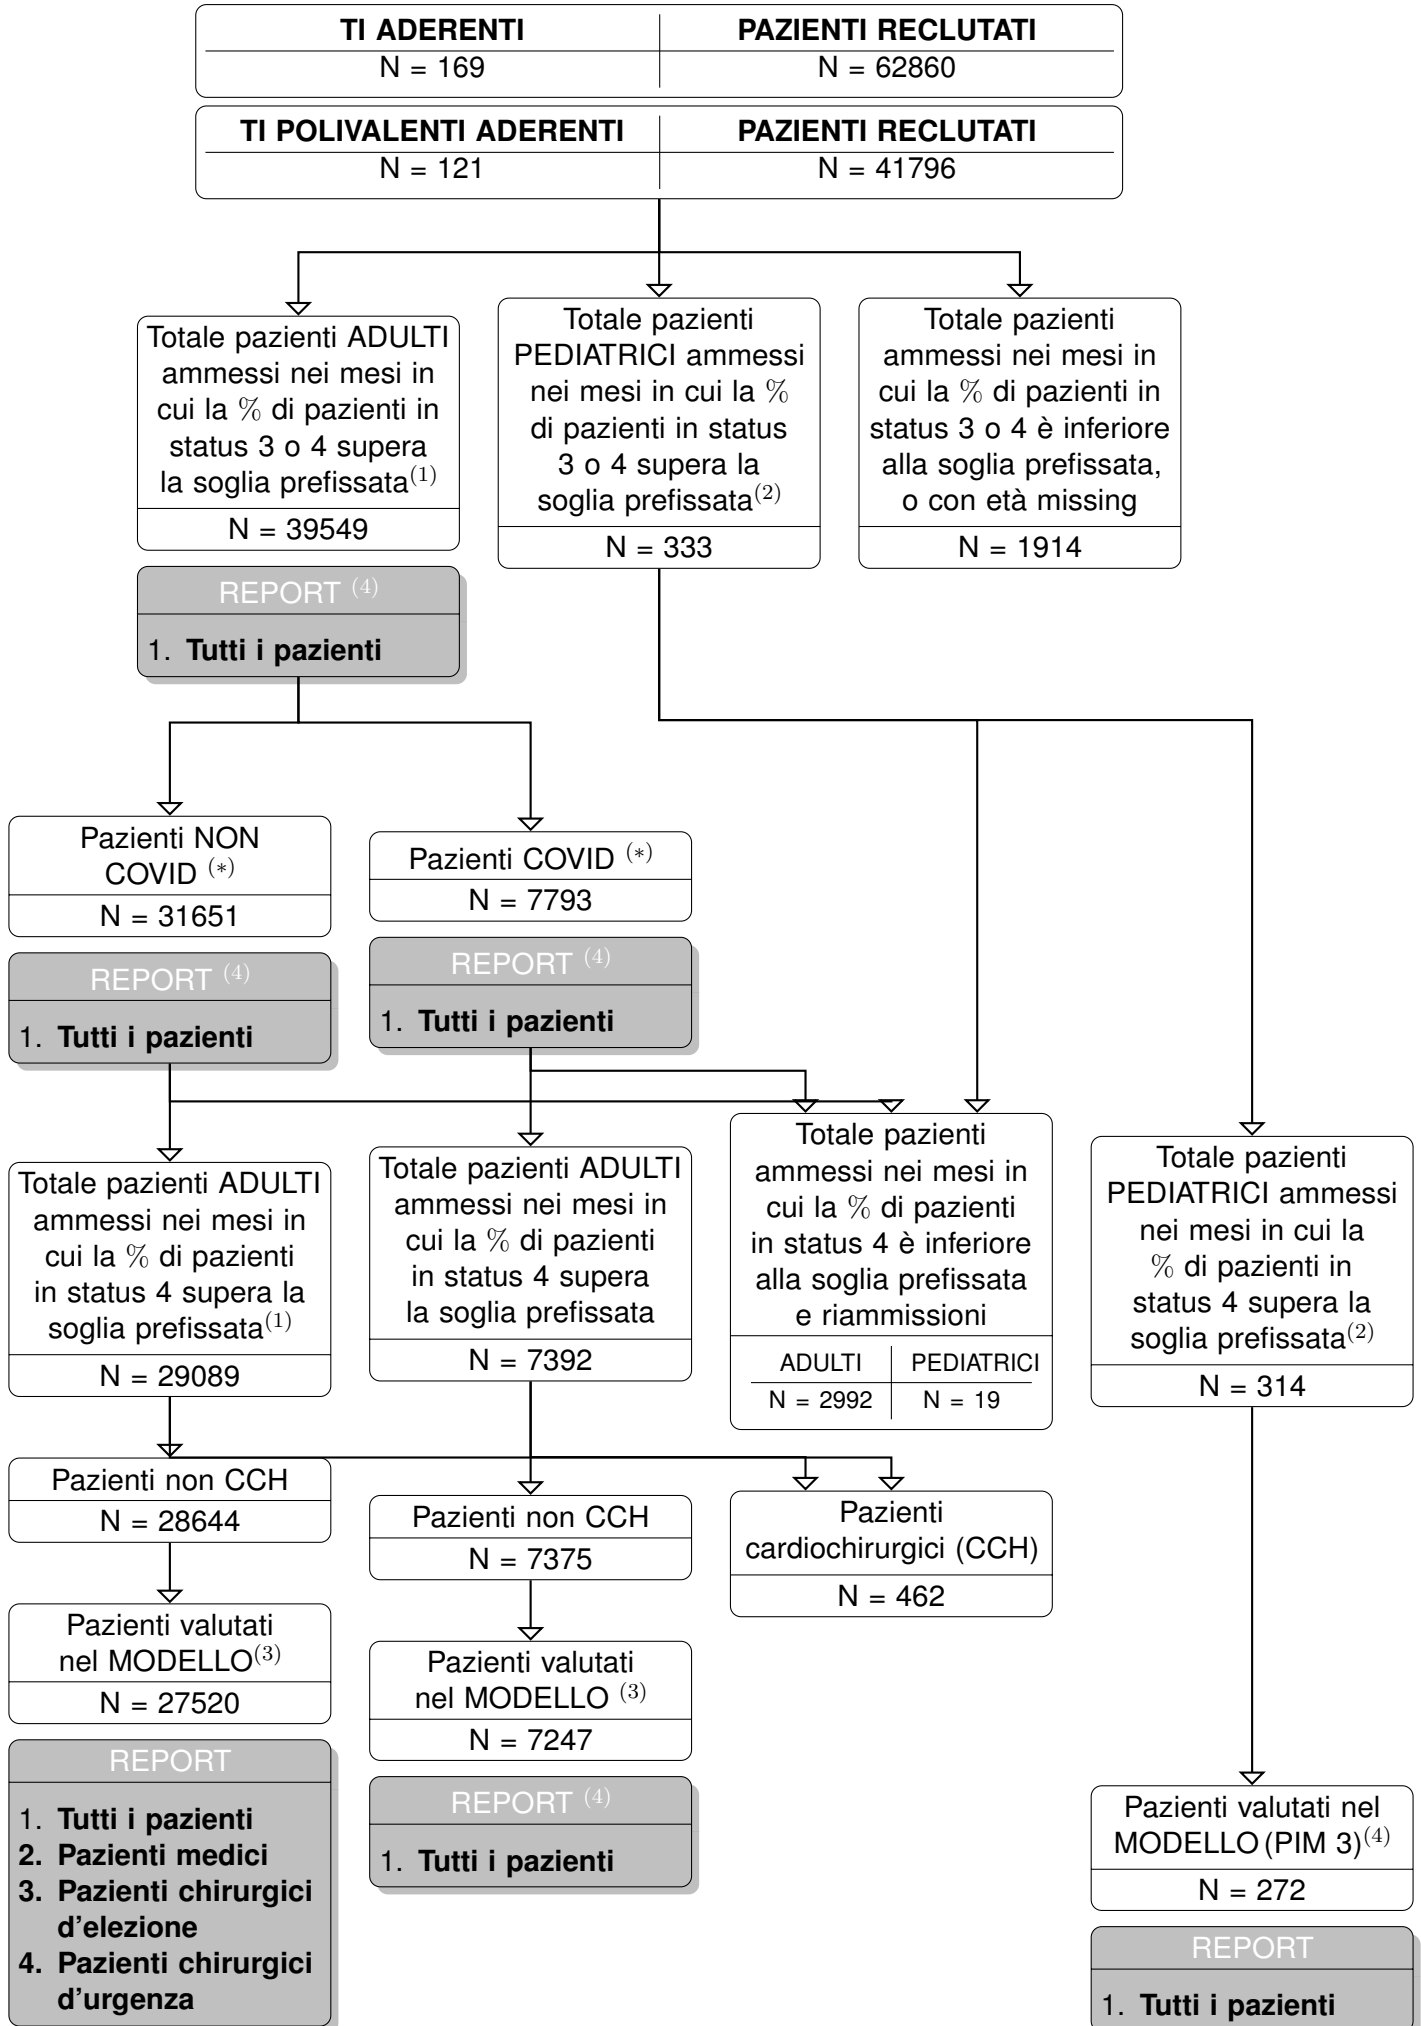 TI ADERENTI PAZIENTI RECLUTATI
N = 169 N = 62860
TI POLIVALENTI ADERENTI PAZIENTI RECLUTATI
N = 121 N = 41796
Totale pazienti ADULTI
ammessi nei mesi in
cui la % di pazienti in
status 3 o 4 supera
la soglia prefissata(1)
N = 39549
Totale pazienti
PEDIATRICI ammessi
nei mesi in cui la %
di pazienti in status
3 o 4 supera la
soglia prefissata(2)
N = 333
Totale pazienti
ammessi nei mesi in
cui la % di pazienti in
status 3 o 4 è inferiore
alla soglia prefissata,
o con età missing
N = 1914
REPORT (4)
1. Tutti i pazienti
Pazienti NON
COVID (*)
N = 31651
Pazienti COVID (*)
N = 7793
REPORT (4)
1. Tutti i pazienti
REPORT (4)
1. Tutti i pazienti
Totale pazienti ADULTI
ammessi nei mesi in
cui la % di pazienti
in status 4 supera la
soglia prefissata(1)
N = 29089
Totale pazienti ADULTI
ammessi nei mesi in
cui la % di pazienti
in status 4 supera
la soglia prefissata
N = 7392
Totale pazienti
ammessi nei mesi in
cui la % di pazienti
in status 4 è inferiore
alla soglia prefissata
e riammissioni
ADULTI PEDIATRICI
N = 2992 N = 19
Totale pazienti
PEDIATRICI ammessi
nei mesi in cui la
% di pazienti in
status 4 supera la
soglia prefissata(2)
N = 314
Pazienti non CCH
N = 28644
Pazienti non CCH
N = 7375
Pazienti
cardiochirurgici (CCH)
N = 462
Pazienti valutati
nel MODELLO(3)
N = 27520
Pazienti valutati
nel MODELLO (3)
N = 7247
REPORT
1. Tutti i pazienti
2. Pazienti medici
3. Pazienti chirurgici
d'elezione
4. Pazienti chirurgici
d'urgenza
REPORT (4)
1. Tutti i pazienti
Pazienti valutati nel
MODELLO (PIM 3)(4)
N = 272
REPORT
1. Tutti i pazienti